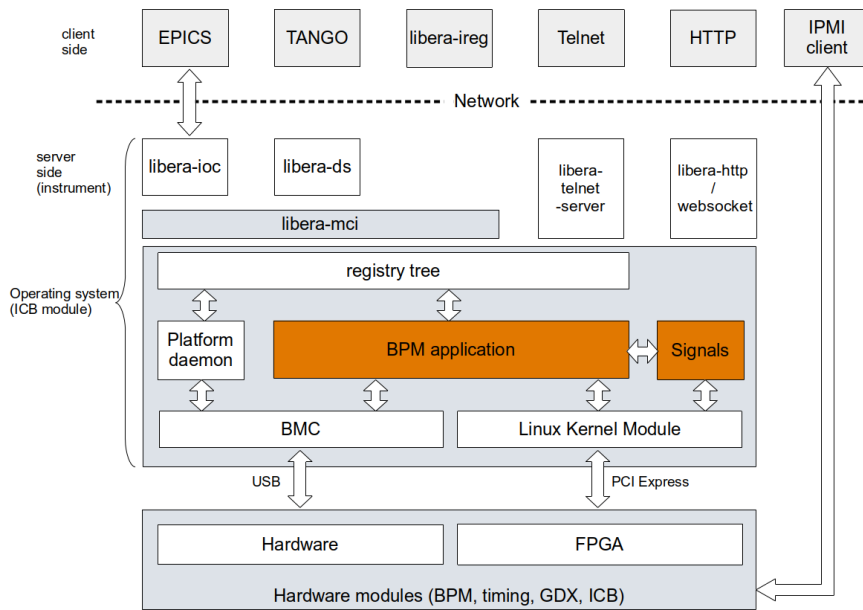 client
side
EPICS
TANGO
libera-ireg
Telnet
HTTP
IPMI
client
Network
server
side
(instrument)
libera-ioc
libera-ds
libera-
telnet
-server
libera-http
/
websocket
libera-mci
registry tree
Operating system
(ICB module)
Platform
daemon
BPM application
Signals
BMC
Linux Kernel Module
USB
PCI Express
Hardware
FPGA
Hardware modules (BPM, timing, GDX, ICB)